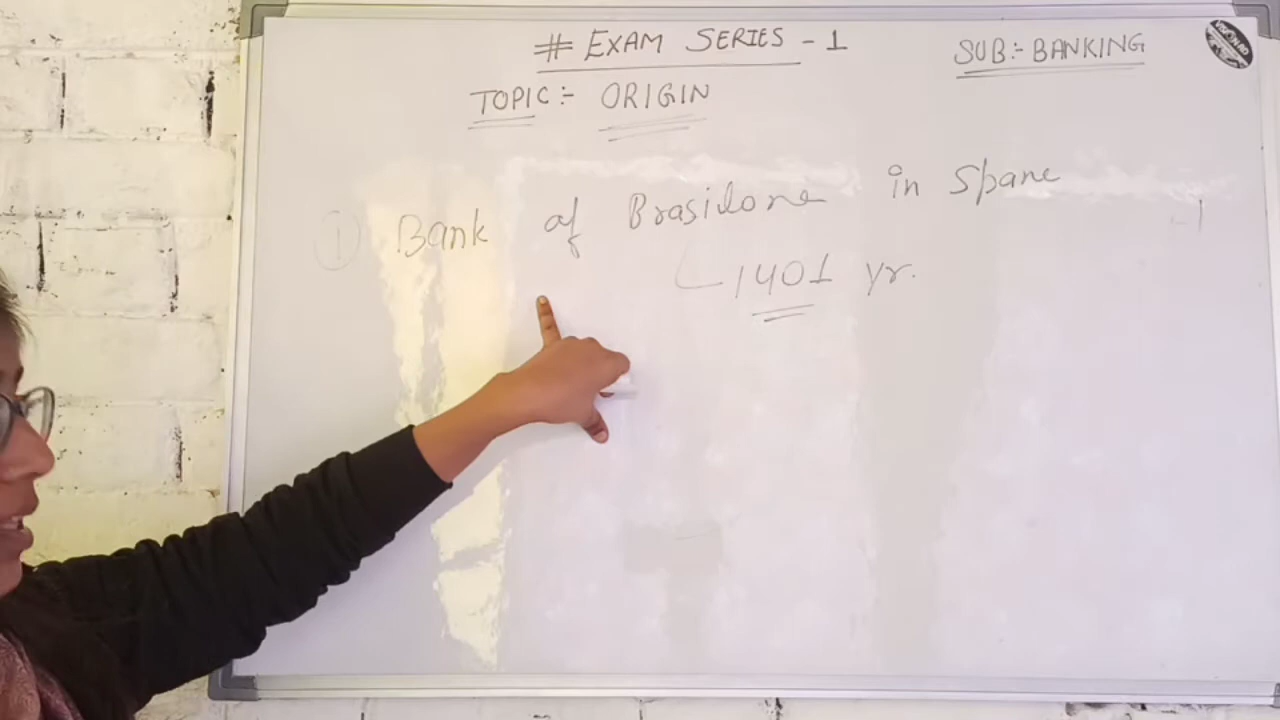 # EXAM SERIES - 1
SUB:- BANKING
TOPIC:- ORIGIN
① Bank of Brasilone in Spane
1401 yr.